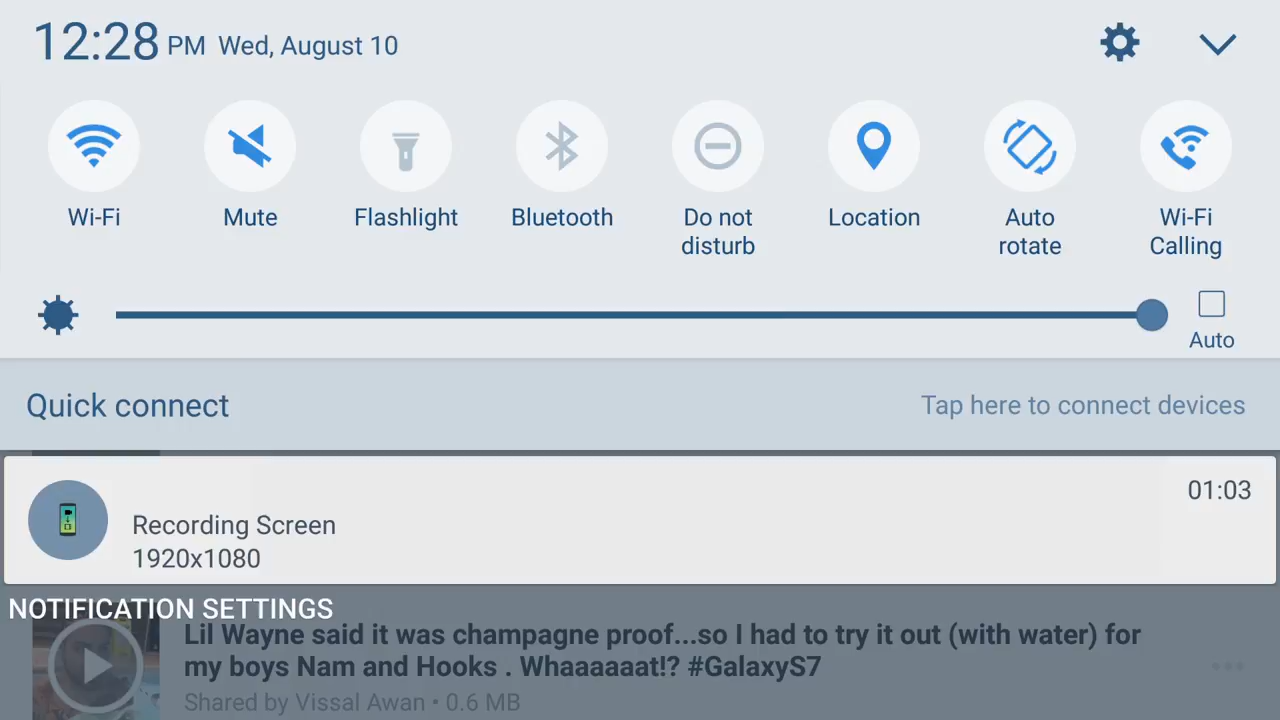 12:28 PM Wed, August 10
Wi-Fi
Mute
Flashlight
Bluetooth
Do not
disturb
Location
Auto
rotate
Wi-Fi
Calling
Auto
Quick connect
Tap here to connect devices
01:03
Recording Screen
1920x1080
NOTIFICATION SETTINGS
Lil Wayne said it was champagne proof...so I had to try it out (with water) for
my boys Nam and Hooks . Whaaaaaat!? #GalaxyS7
Shared by Vissal Awan • 0.6 MB